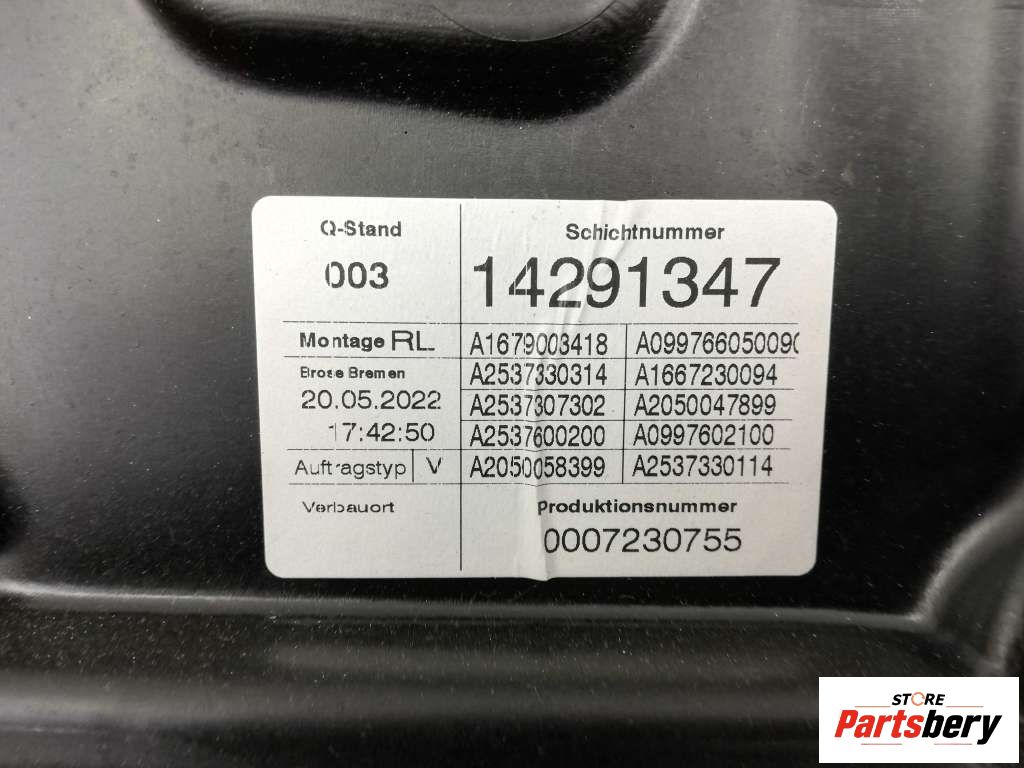 Q-Stand
003
Schichtnummer
14291347
Montage RL
Brose Bremen
20.05.2022
17:42:50
Auftragstyp V
Verbauort
A1679003418 A099766050090
A2537330314 A1667230094
A2537307302 A2050047899
A2537600200 A0997602100
A2050058399 A2537330114
Produktionsnummer
0007230755
STORE
Partsbery